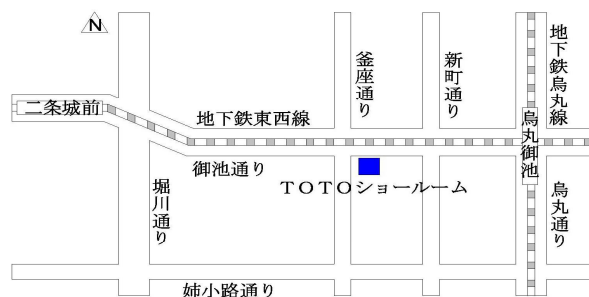 N
釜座通り
新町通り
地下鉄烏丸線
二条城前
地下鉄東西線
烏丸御池
御池通り
堀川通り
TOTOショールーム
烏丸通り
姉小路通り